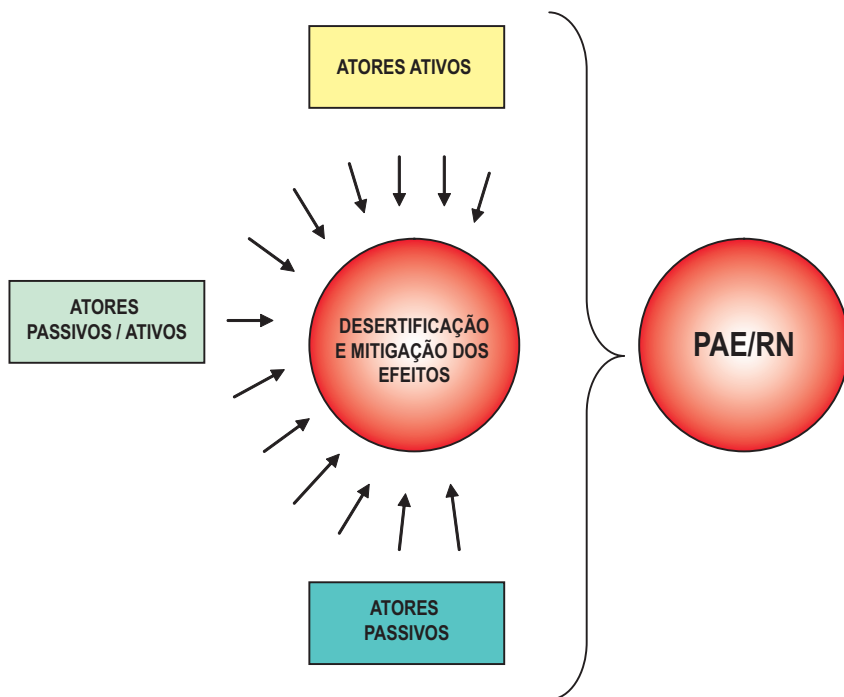 ATORES ATIVOS
ATORES
PASSIVOS / ATIVOS
DESERTIFICAÇÃO
E MITIGAÇÃO DOS
EFEITOS
PAE/RN
ATORES
PASSIVOS